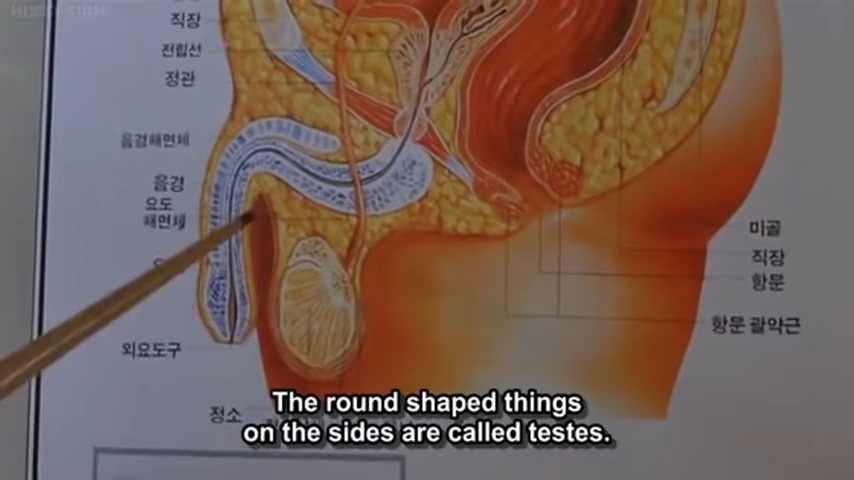 직장
전립선
정관
음경해면체
음경
요도
해면체
외요도구
정소
미골
직장
항문
항문 괄약근
The round shaped things
on the sides are called testes.